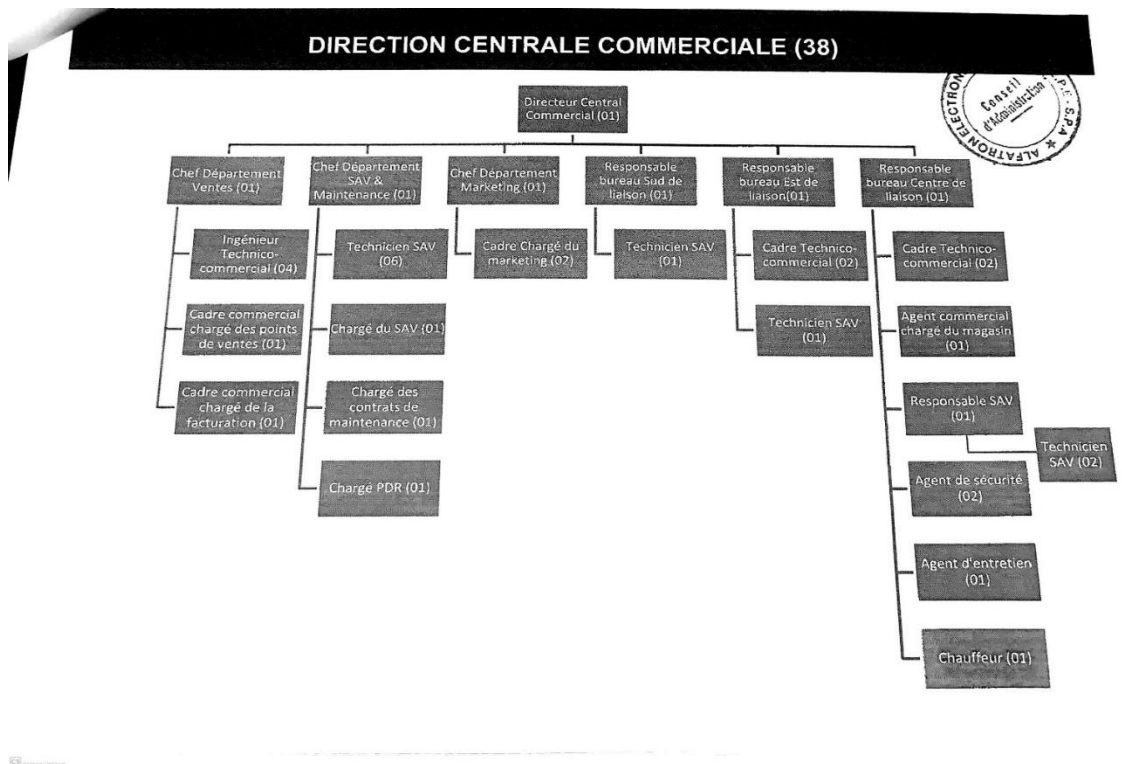 DIRECTION CENTRALE COMMERCIALE (38)
Conseil
d'Administration
ALFATRON ELECTRON
P.E - S.P.A
Directeur Central
Commercial (01)
Chef Département
Ventes (01)
Chef Département
SAV &
Maintenance (01)
Chef Département
Marketing (01)
Responsable
bureau Sud de
liaison (01)
Responsable
bureau Est de
liaison(01)
Responsable
bureau Centre de
liaison (01)
Ingénieur
Technico-
commercial (04)
Cadre commercial
chargé des points
de ventes (01)
Cadre commercial
chargé de la
facturation (01)
Technicien SAV
(06)
Chargé du SAV (01)
Chargé des
contrats de
maintenance (01)
Chargé PDR (01)
Cadre Chargé du
marketing (02)
Technicien SAV
(01)
Cadre Technico-
commercial (02)
Technicien SAV
(01)
Cadre Technico-
commercial (02)
Agent commercial
chargé du magasin
(01)
Responsable SAV
(01)
Technicien
SAV (02)
Agent de sécurité
(02)
Agent d'entretien
(01)
Chauffeur (01)